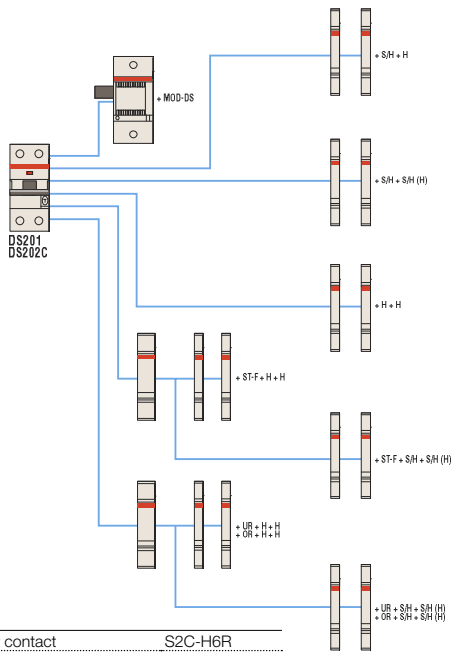 + S/H + H
+ MOD-DS
+ S/H + S/H (H)
DS201
DS202C
+ H + H
+ ST-F + H + H
+ ST-F + S/H + S/H (H)
+ UR + H + H
+ OR + H + H
+ UR + S/H + S/H (H)
+ OR + S/H + S/H (H)
contact S2C-H6R